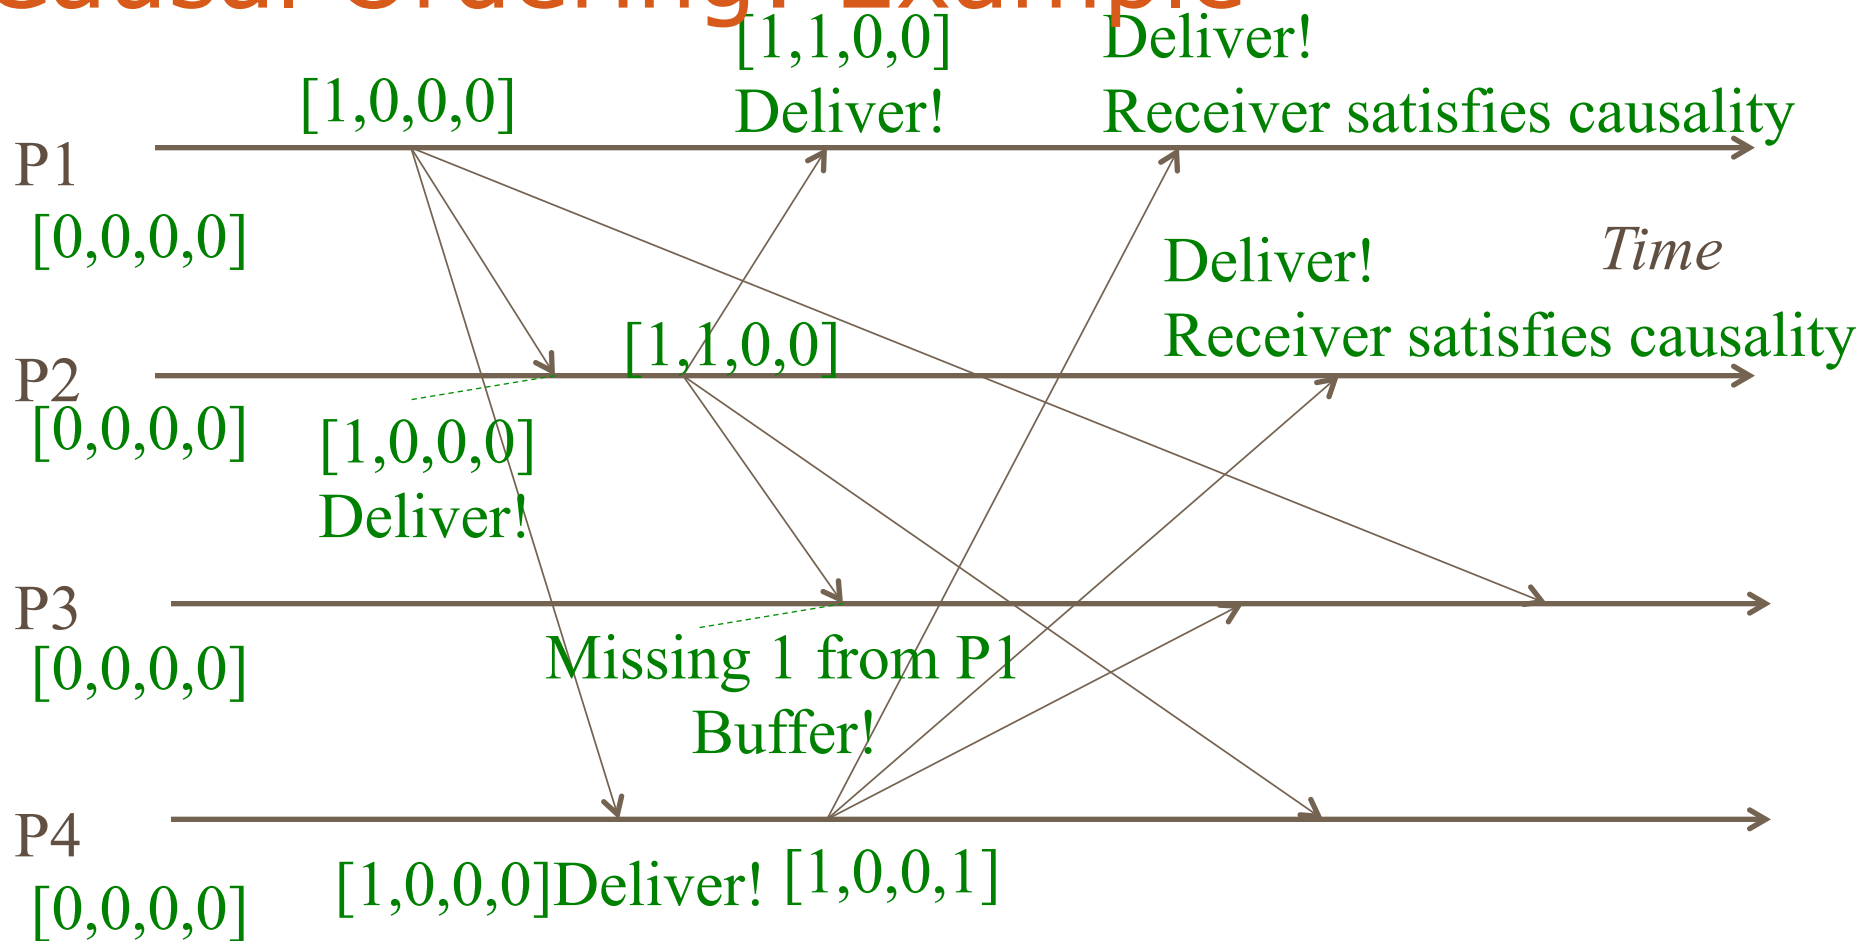 Causal Ordering: Example
[1,1,0,0]
Deliver!
Deliver!
Receiver satisfies causality
[1,0,0,0]
P1
[0,0,0,0]
Time
Deliver!
Receiver satisfies causality
[1,1,0,0]
P2
[0,0,0,0]
[1,0,0,0]
Deliver!
P3
[0,0,0,0]
Missing 1 from P1
Buffer!
P4
[0,0,0,0]
[1,0,0,0]Deliver!
[1,0,0,1]